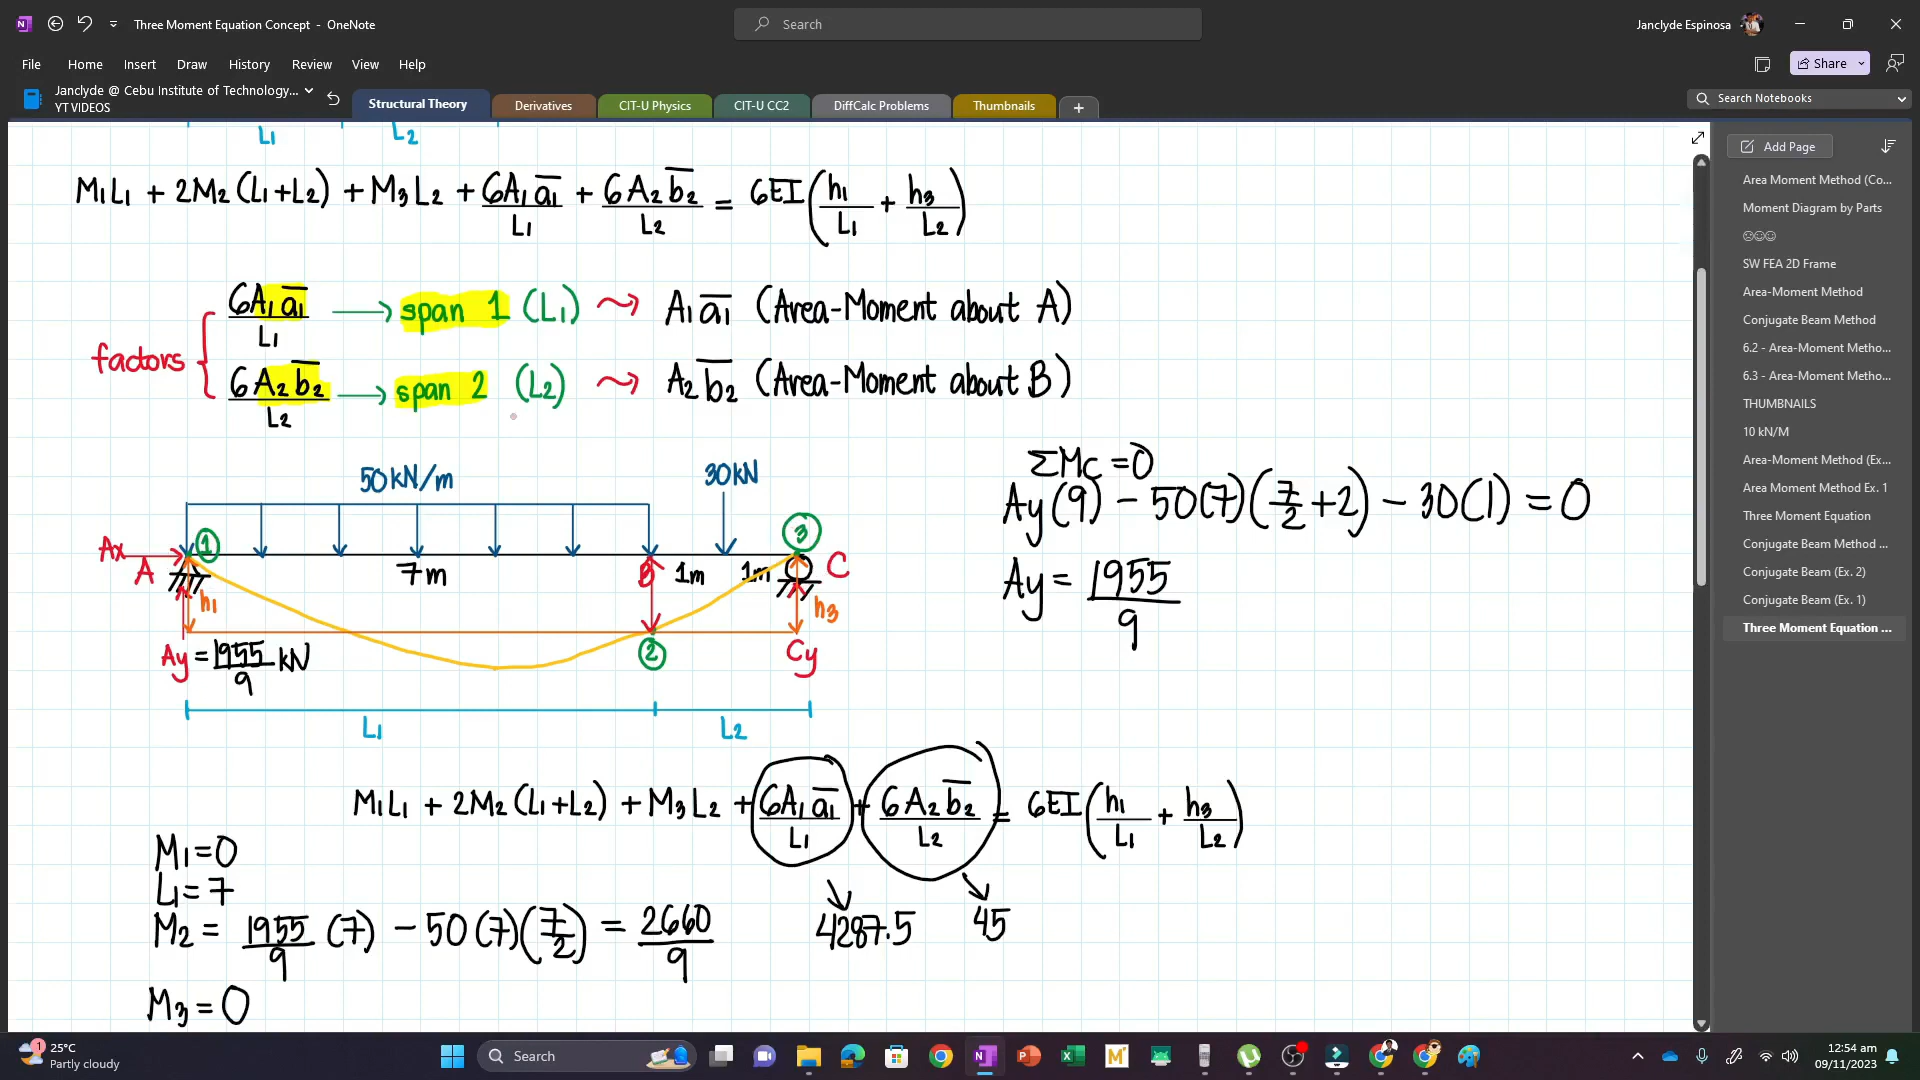 Three Moment Equation Concept - OneNote
Search
Janclyde Espinosa
File Home Insert Draw History Review View Help
Share
Janclyde @ Cebu Institute of Technology...
YT VIDEOS
Structural Theory Derivatives CIT-U Physics CIT-U CC2 DiffCalc Problems Thumbnails +
Search Notebooks
L₁ L₂
M₁L₁ + 2M₂(L₁+L₂) + M₃L₂ + 6A₁a̅₁/L₁ + 6A₂b̅₂/L₂ = 6EI(h₁/L₁ + h₃/L₂)
factors
6A₁a̅₁/L₁ → span 1 (L₁) ⇝ A₁a̅₁ (Area-Moment about A)
6A₂b̅₂/L₂ → span 2 (L₂) ⇝ A₂b̅₂ (Area-Moment about B)
50kN/m 30kN
Ax A 1 7m B 1m 1m 3 C
h₁ h₃
Ay = 1955/9 kN 2 Cy
L₁ L₂
ΣMc = 0
Ay(9) - 50(7)(7/2+2) - 30(1) = 0
Ay = 1955/9
M₁L₁ + 2M₂(L₁+L₂) + M₃L₂ + 6A₁a̅₁/L₁ + 6A₂b̅₂/L₂ = 6EI(h₁/L₁ + h₃/L₂)
4287.5 45
M₁=0
L₁=7
M₂ = 1955/9 (7) - 50(7)(7/2) = 2660/9
M₃=0
Add Page
Area Moment Method (Co...
Moment Diagram by Parts
☹☺☺
SW FEA 2D Frame
Area-Moment Method
Conjugate Beam Method
6.2 - Area-Moment Metho...
6.3 - Area-Moment Metho...
THUMBNAILS
10 kN/M
Area-Moment Method (Ex...
Area Moment Method Ex. 1
Three Moment Equation
Conjugate Beam Method ...
Conjugate Beam (Ex. 2)
Conjugate Beam (Ex. 1)
Three Moment Equation ...
1
25°C
Partly cloudy
Search
12:54 am
09/11/2023